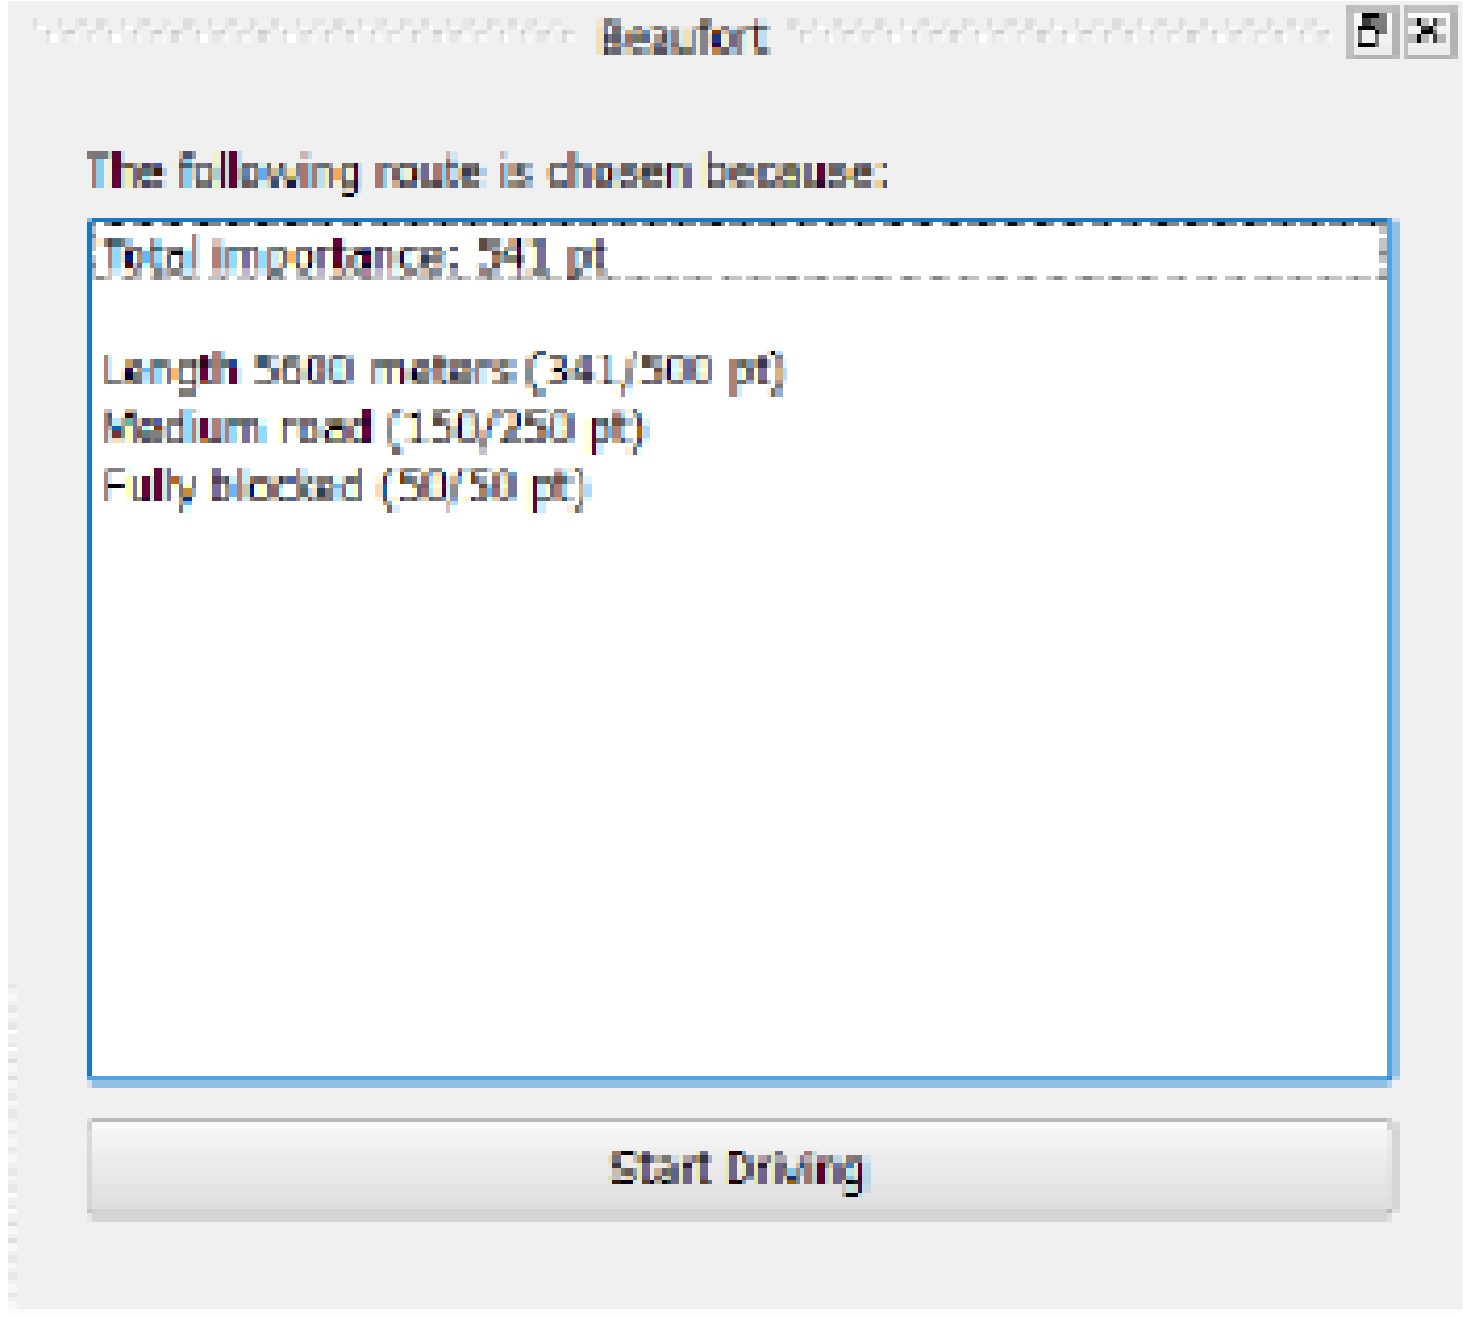 Beaufort
The following route is chosen because:
Total importance: 541 pt
Length 5600 meters (341/500 pt)
Medium road (150/250 pt)
Fully blocked (50/50 pt)
Start Driving